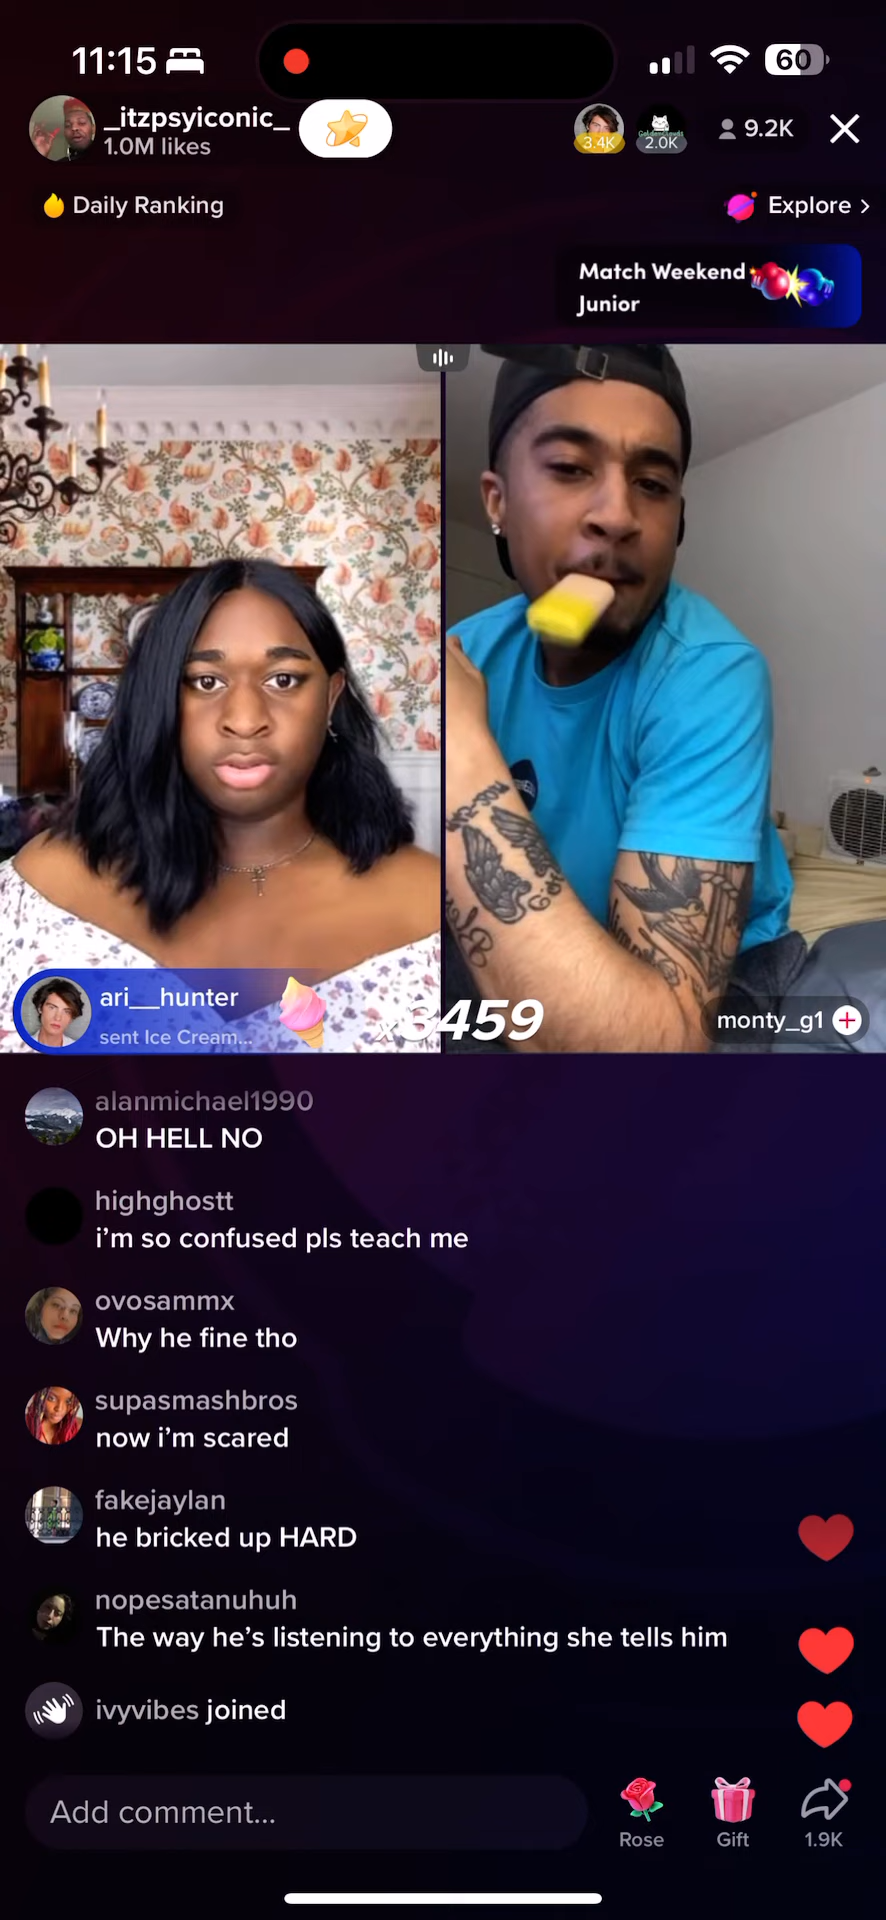 11:15
60
_itzpsyiconic_
1.0M likes
3.4K
2.0K
9.2K
Daily Ranking
Explore >
Match Weekend
Junior
ari__hunter
sent Ice Cream...
x3459
monty_g1
alanmichael1990
OH HELL NO
highghostt
i'm so confused pls teach me
ovosammx
Why he fine tho
supasmashbros
now i'm scared
fakejaylan
he bricked up HARD
nopesatanuhuh
The way he's listening to everything she tells him
ivyvibes joined
Add comment...
Rose
Gift
1.9K